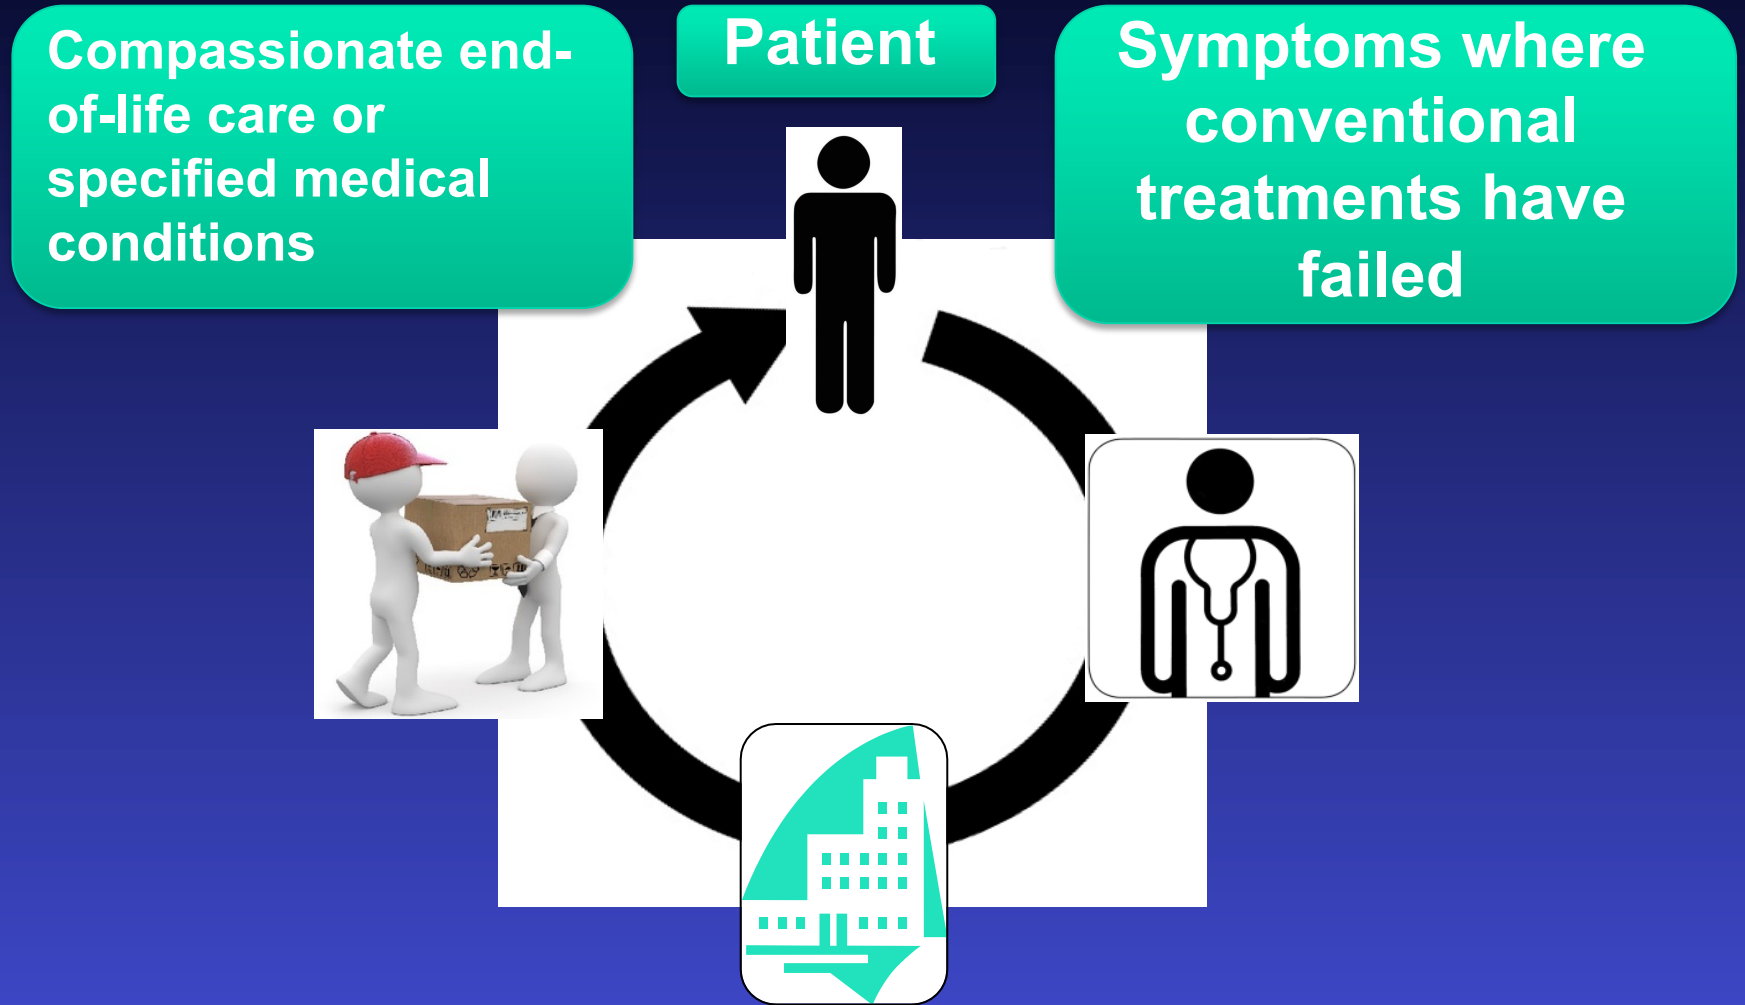 Compassionate end-
of-life care or
specified medical
conditions
Patient
Symptoms where
conventional
treatments have
failed